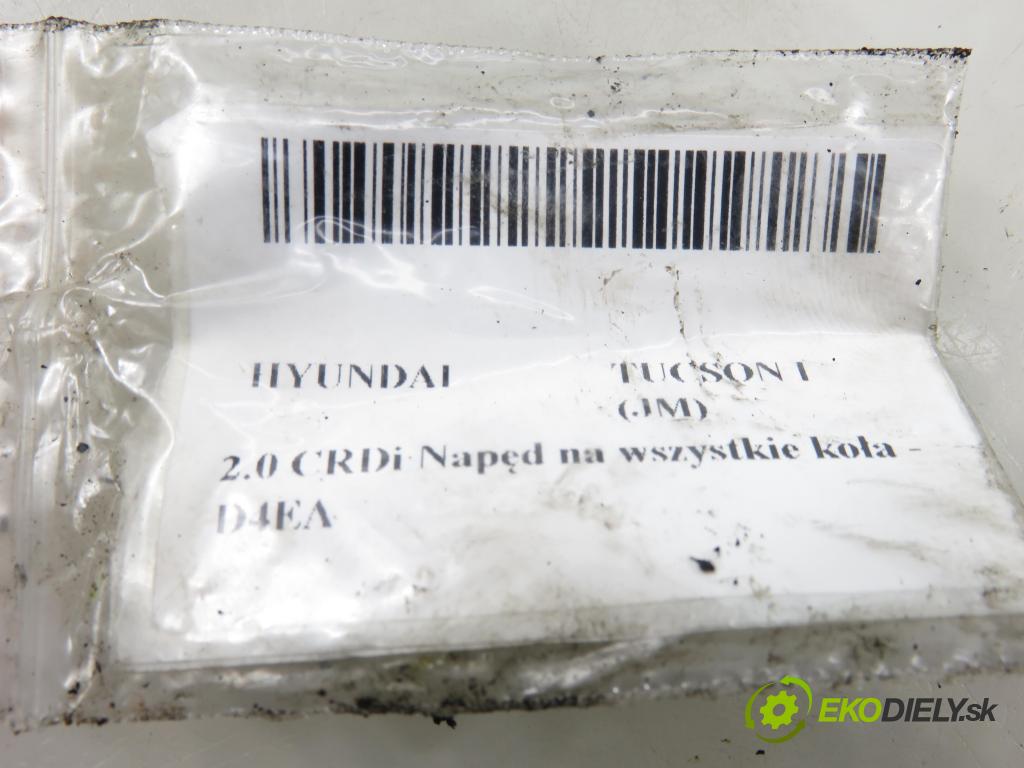 HYUNDAI TUCSON I
(JM)
2.0 CRDi Napęd na wszystkie koła -
D4EA
EKODIELY.sk